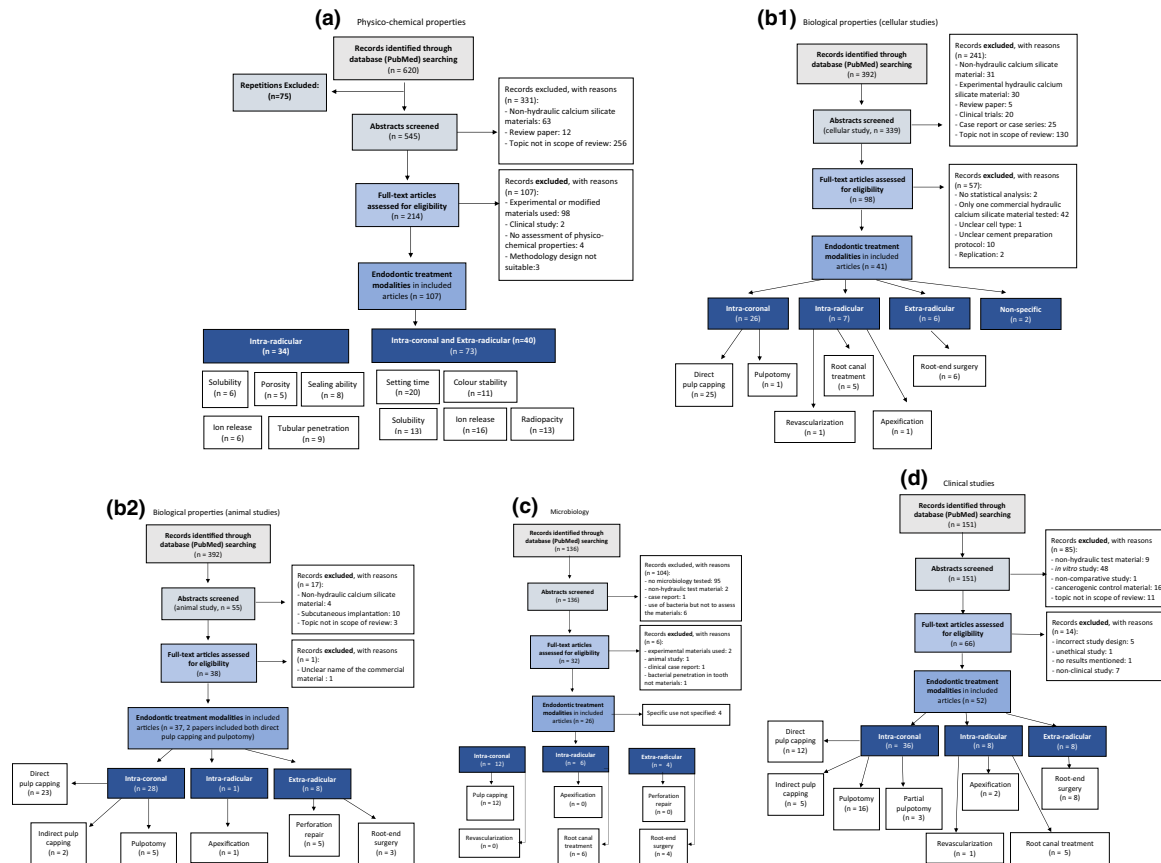 (a)
Physico-chemical properties
Records identified through
database (PubMed) searching
(n = 620)
Repetitions Excluded:
(n=75)
Records excluded, with reasons
(n = 331):
- Non-hydraulic calcium silicate
materials: 63
- Review paper: 12
- Topic not in scope of review: 256
Abstracts screened
(n = 545)
Full-text articles
assessed for eligibility
(n = 214)
Records excluded, with reasons
(n = 107):
- Experimental or modified
materials used: 98
- Clinical study: 2
- No assessment of physico-
chemical properties: 4
- Methodology design not
suitable:3
Endodontic treatment
modalities in included
articles (n = 107)
Intra-radicular
(n = 34)
Intra-coronal and Extra-radicular (n=40)
(n = 73)
Solubility
(n = 6)
Porosity
(n = 5)
Sealing ability
(n = 8)
Ion release
(n = 6)
Tubular penetration
(n = 9)
Setting time
(n =20)
Colour stability
(n =11)
Solubility
(n = 13)
Ion release
(n =16)
Radiopacity
(n =13)
(b1)
Biological properties (cellular studies)
Records identified through
database (PubMed) searching
(n = 392)
Records excluded, with reasons
(n = 241):
- Non-hydraulic calcium silicate
material: 31
- Experimental hydraulic calcium
silicate material: 30
- Review paper: 5
- Clinical trials: 20
- Case report or case series: 25
- Topic not in scope of review: 130
Abstracts screened
(cellular study, n = 339)
Full-text articles assessed
for eligibility
(n = 98)
Records excluded, with reasons
(n = 57):
- No statistical analysis: 2
- Only one commercial hydraulic
calcium silicate material tested: 42
- Unclear cell type: 1
- Unclear cement preparation
protocol: 10
- Replication: 2
Endodontic treatment
modalities in included
articles (n = 41)
Intra-coronal
(n = 26)
Intra-radicular
(n = 7)
Extra-radicular
(n = 6)
Non-specific
(n = 2)
Direct
pulp capping
(n = 25)
Pulpotomy
(n = 1)
Root canal
treatment
(n = 5)
Root-end surgery
(n = 6)
Revascularization
(n = 1)
Apexification
(n = 1)
(b2)
Biological properties (animal studies)
Records identified through
database (PubMed) searching
(n = 392)
Abstracts screened
(animal study, n = 55)
Records excluded, with reasons
(n = 17):
- Non-hydraulic calcium silicate
material: 4
- Subcutaneous implantation: 10
- Topic not in scope of review: 3
Full-text articles assessed for
eligibility
(n = 38)
Records excluded, with reasons
(n = 1):
- Unclear name of the commercial
material : 1
Endodontic treatment modalities in included
articles (n = 37, 2 papers included both direct
pulp capping and pulpotomy)
Direct
pulp capping
(n = 23)
Intra-coronal
(n = 28)
Intra-radicular
(n = 1)
Extra-radicular
(n = 8)
Indirect pulp
capping
(n = 2)
Pulpotomy
(n = 5)
Apexification
(n = 1)
Perforation
repair
(n = 5)
Root-end
surgery
(n = 3)
(c)
Microbiology
Records identified through
database (PubMed) searching
(n = 136)
Abstracts screened
(n = 136)
Records excluded, with reasons
(n = 104):
- no microbiology tested: 95
- non-hydraulic test material: 2
- case report: 1
- use of bacteria but not to assess
the materials: 6
Full-text articles assessed
for eligibility
(n = 32)
Records excluded, with reasons
(n = 6):
- experimental materials used: 2
- animal study: 1
- clinical case report: 1
- bacterial penetration in tooth
not materials: 1
Endodontic treatment
modalities in included
articles (n = 26)
Specific use not specified: 4
Intra-coronal
(n = 12)
Intra-radicular
(n = 6)
Extra-radicular
(n = 4)
Pulp capping
(n = 12)
Apexification
(n = 0)
Perforation
repair
(n = 0)
Revascularization
(n = 0)
Root canal
treatment
(n = 6)
Root-end
surgery
(n = 4)
(d)
Clinical studies
Records identified through
database (PubMed) searching
(n = 151)
Abstracts screened
(n = 151)
Records excluded, with reasons
(n = 85):
- non-hydraulic test material: 9
- in vitro study: 48
- non-comparative study: 1
- cancerogenic control material: 16
- topic not in scope of review: 11
Full-text articles
assessed for eligibility
(n = 66)
Records excluded, with reasons
(n = 14):
- incorrect study design: 5
- unethical study: 1
- no results mentioned: 1
- non-clinical study: 7
Endodontic treatment
modalities in included
articles (n = 52)
Direct
pulp capping
(n = 12)
Intra-coronal
(n = 36)
Intra-radicular
(n = 8)
Extra-radicular
(n = 8)
Indirect pulp
capping
(n = 5)
Pulpotomy
(n = 16)
Partial
pulpotomy
(n = 3)
Apexification
(n = 2)
Root-end
surgery
(n = 8)
Revascularization
(n = 1)
Root canal treatment
(n = 5)